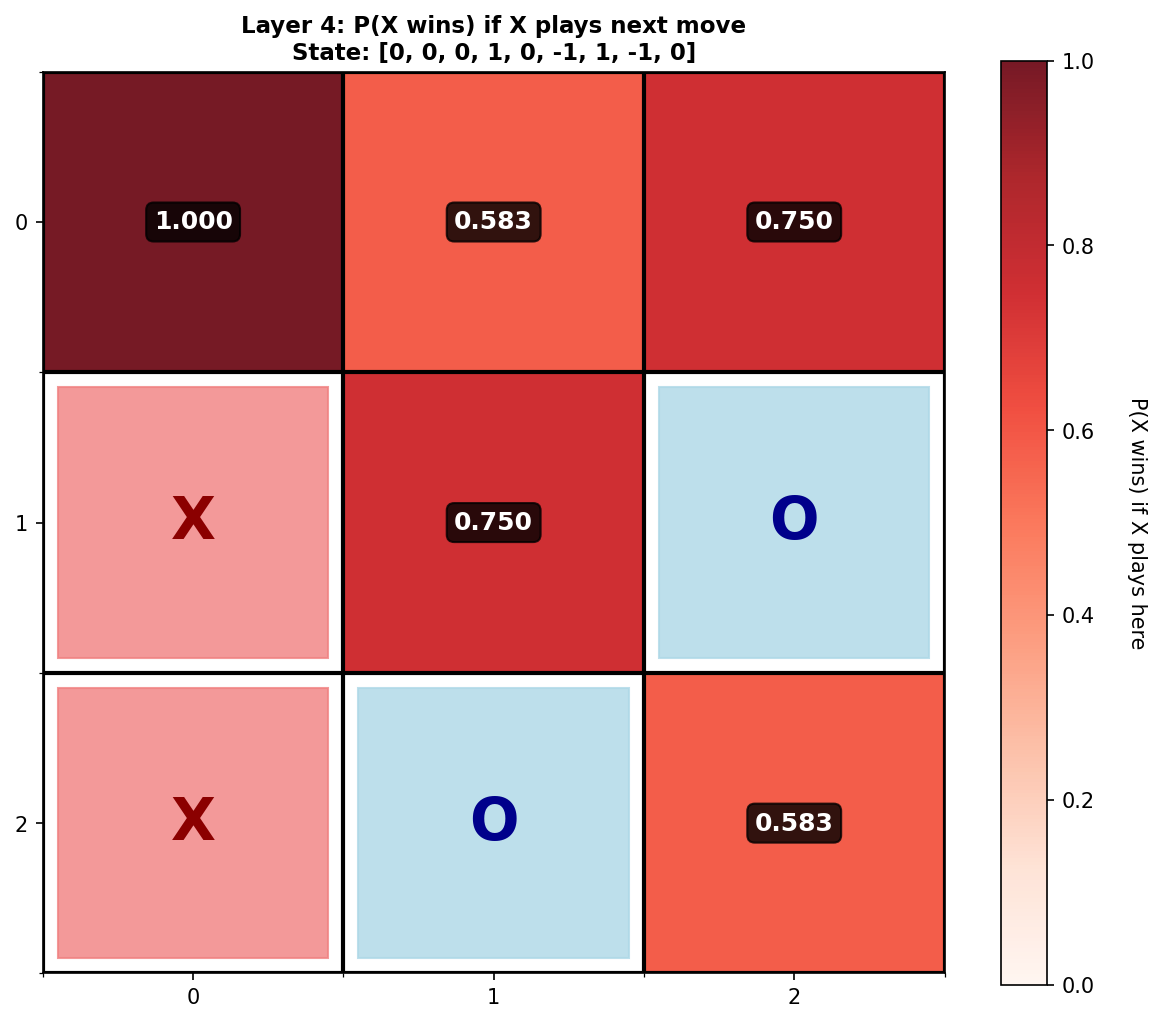 Layer 4: P(X wins) if X plays next move
State: [0, 0, 0, 1, 0, -1, 1, -1, 0]
0
1.000
0.583
0.750
1
X
0.750
O
2
X
O
0.583
0
1
2
1.0
0.8
0.6
0.4
0.2
0.0
P(X wins) if X plays here